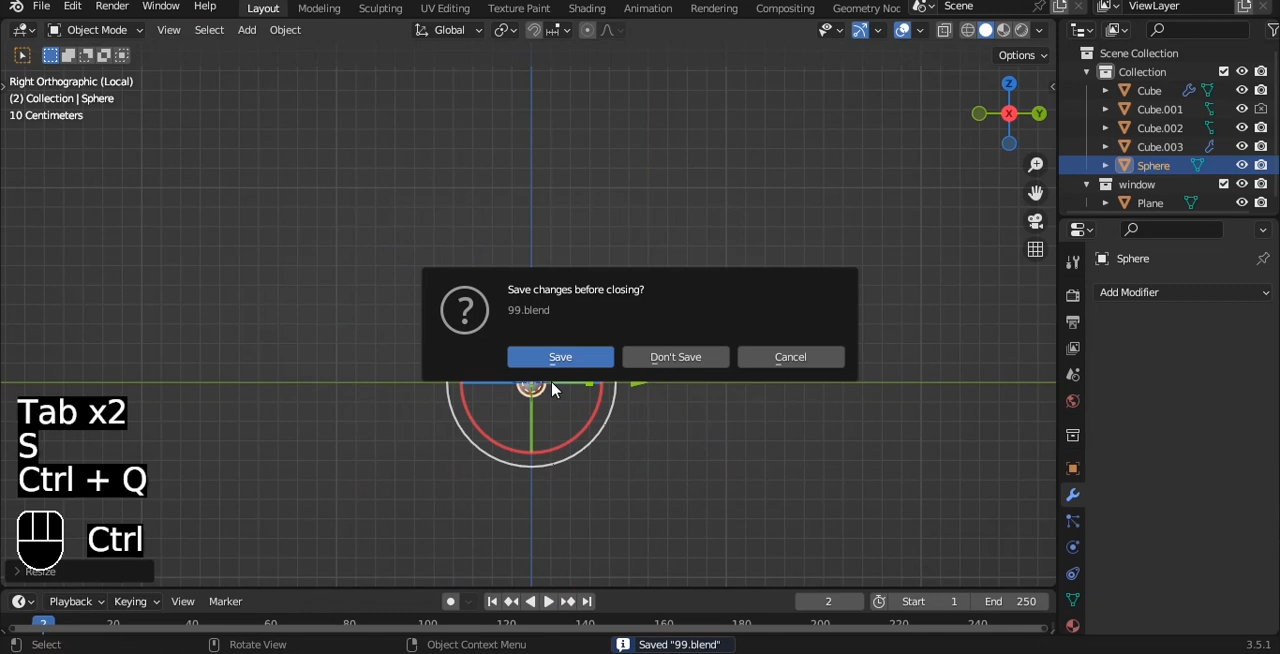 File Edit Render Window Help Layout Modeling Sculpting UV Editing Texture Paint Shading Animation Rendering Compositing Geometry Noc Scene ViewLayer
Object Mode View Select Add Object Global
Options
Right Orthographic (Local)
(2) Collection | Sphere
10 Centimeters
Z
X
Y
Scene Collection
Collection
Cube
Cube.001
Cube.002
Cube.003
Sphere
window
Plane
Sphere
Add Modifier
Save changes before closing?
99.blend
Save Don't Save Cancel
Tab x2
S
Ctrl + Q
Ctrl
Resize
Playback Keying View Marker 2 Start 1 End 250
2 20 40 60 80 100 120 140 160 180 200 220 240
Select Rotate View Object Context Menu Saved "99.blend" 3.5.1